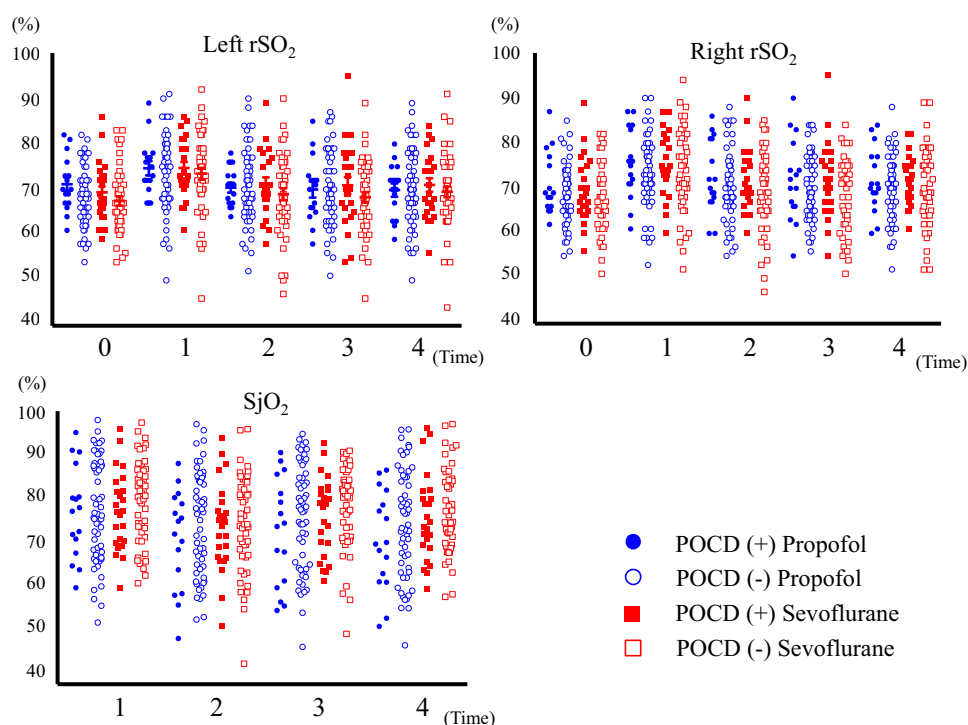 (%)
Left rSO₂
100
90
80
70
60
50
40
0 1 2 3 4 (Time)
(%)
Right rSO₂
100
90
80
70
60
50
40
0 1 2 3 4 (Time)
(%)
SjO₂
100
90
80
70
60
50
40
1 2 3 4 (Time)
POCD (+) Propofol
POCD (-) Propofol
POCD (+) Sevoflurane
POCD (-) Sevoflurane